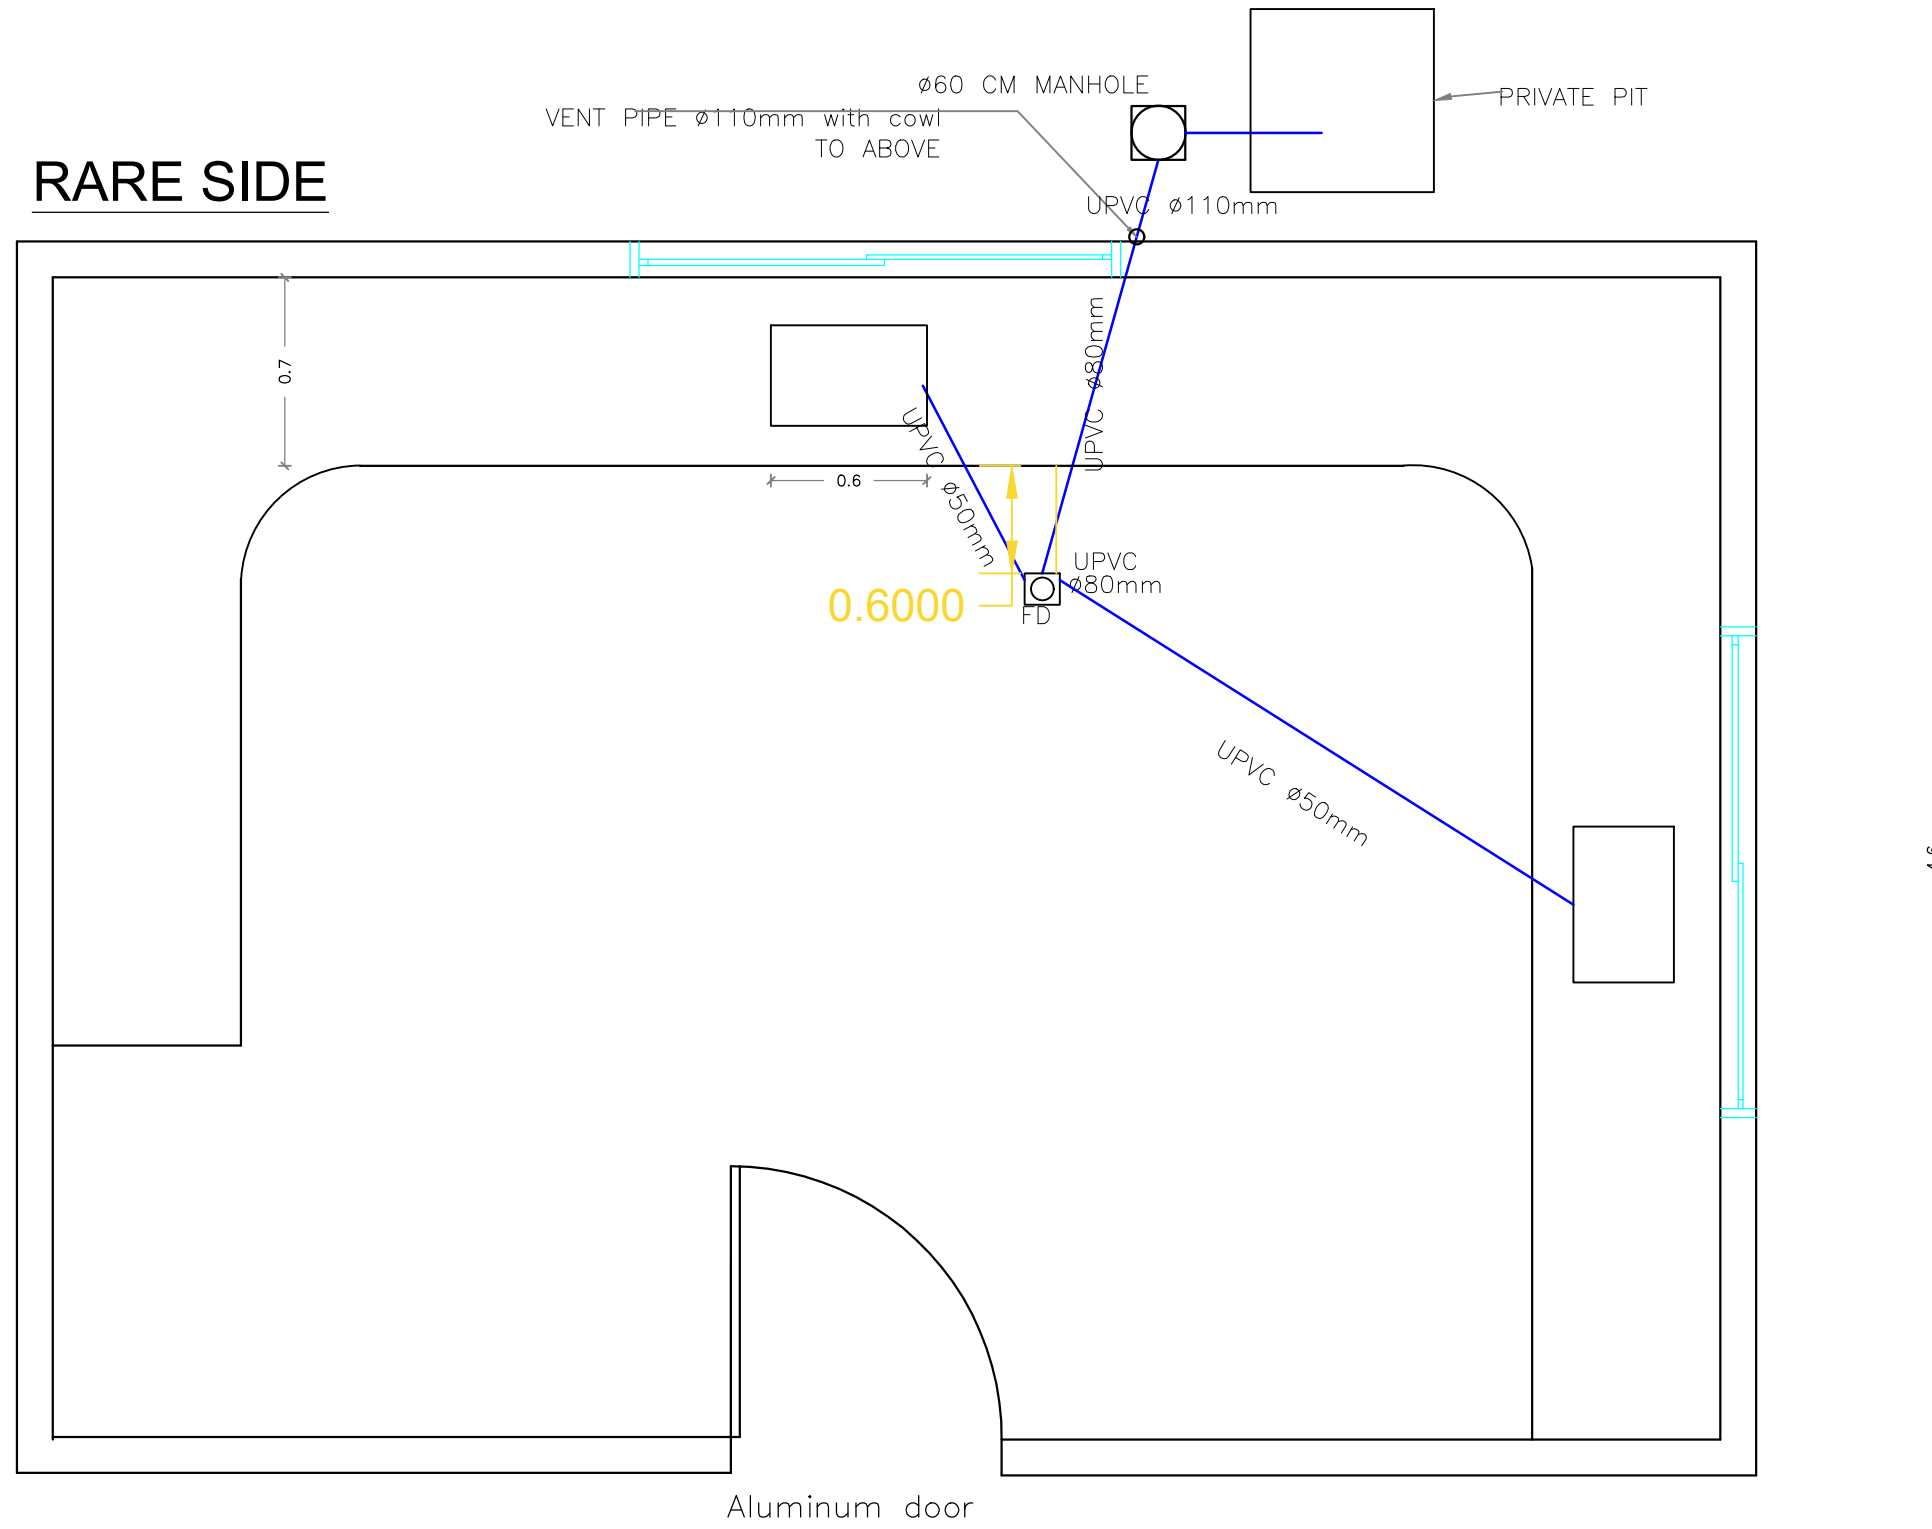 ø60 CM MANHOLE
PRIVATE PIT
VENT PIPE ø110mm with cowl
TO ABOVE
RARE SIDE
UPVC ø110mm
UPVC ø80mm
0.7
UPVC ø50mm
0.6
UPVC
ø80mm
0.6000
FD
UPVC ø50mm
Aluminum door